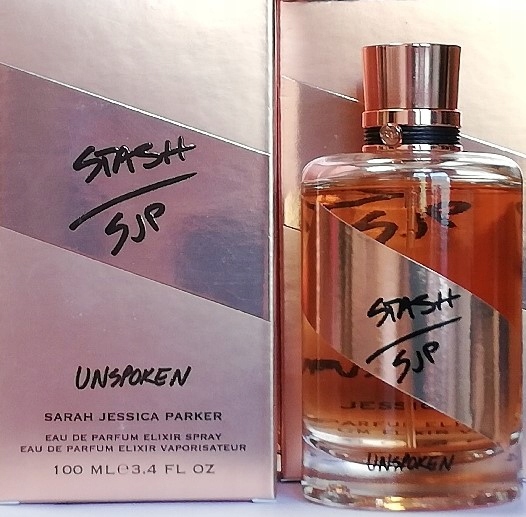 STASH
SJP
UNSPOKEN
SARAH JESSICA PARKER
EAU DE PARFUM ELIXIR SPRAY
EAU DE PARFUM ELIXIR VAPORISATEUR
100 ML℮3,4 FL OZ
SJP
STASH
SJP
UNSPOKEN